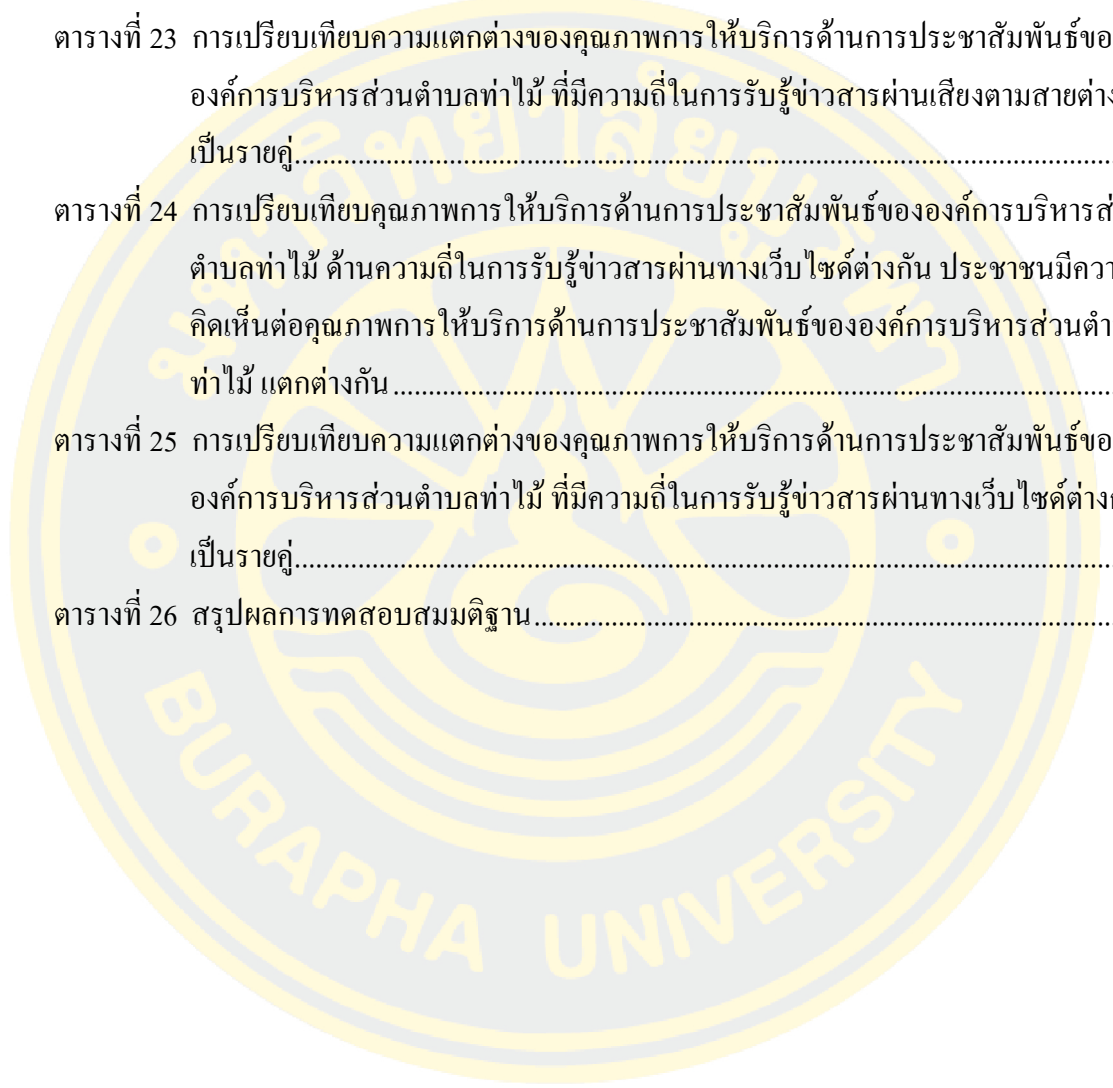 ตารางที่ 23 การเปรียบเทียบความแตกต่างของคุณภาพการให้บริการด้านการประชาสัมพันธ์ขอ
องค์การบริหารส่วนตำบลท่าไม้ ที่มีความถี่ในการรับรู้ข่าวสารผ่านเสียงตามสายต่าง
เป็นรายคู่
ตารางที่ 24 การเปรียบเทียบคุณภาพการให้บริการด้านการประชาสัมพันธ์ขององค์การบริหารส่
ตำบลท่าไม้ ด้านความถี่ในการรับรู้ข่าวสารผ่านทางเว็บไซด์ต่างกัน ประชาชนมีควา
คิดเห็นต่อคุณภาพการให้บริการด้านการประชาสัมพันธ์ขององค์การบริหารส่วนตำ
ท่าไม้ แตกต่างกัน
ตารางที่ 25 การเปรียบเทียบความแตกต่างของคุณภาพการให้บริการด้านการประชาสัมพันธ์ขอ
องค์การบริหารส่วนตำบลท่าไม้ ที่มีความถี่ในการรับรู้ข่าวสารผ่านทางเว็บไซด์ต่างก
เป็นรายคู่
ตารางที่ 26 สรุปผลการทดสอบสมมติฐาน
มหาวิทยาลัยบูรพา
BURAPHA UNIVERSITY